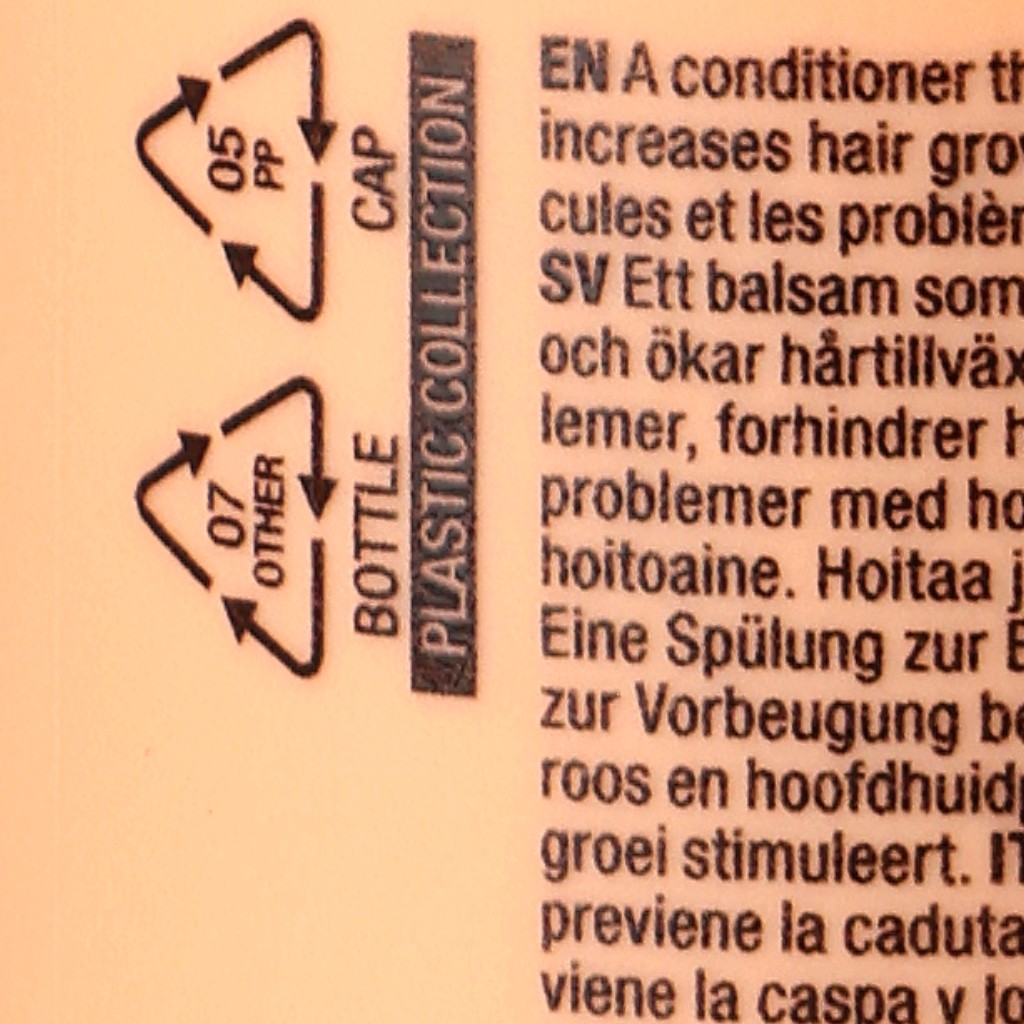 05
PP
CAP
07
OTHER
BOTTLE
PLASTIC COLLECTION
EN A conditioner
increases hair
cules et les
SV Ett balsam som
och ökar
lemer, forhindrer
problemer med
hoitoaine. Hoitaa
Eine Spülung zur
zur Vorbeugung
roos en
groei stimuleert. IT
previene la caduta
viene la caspa y